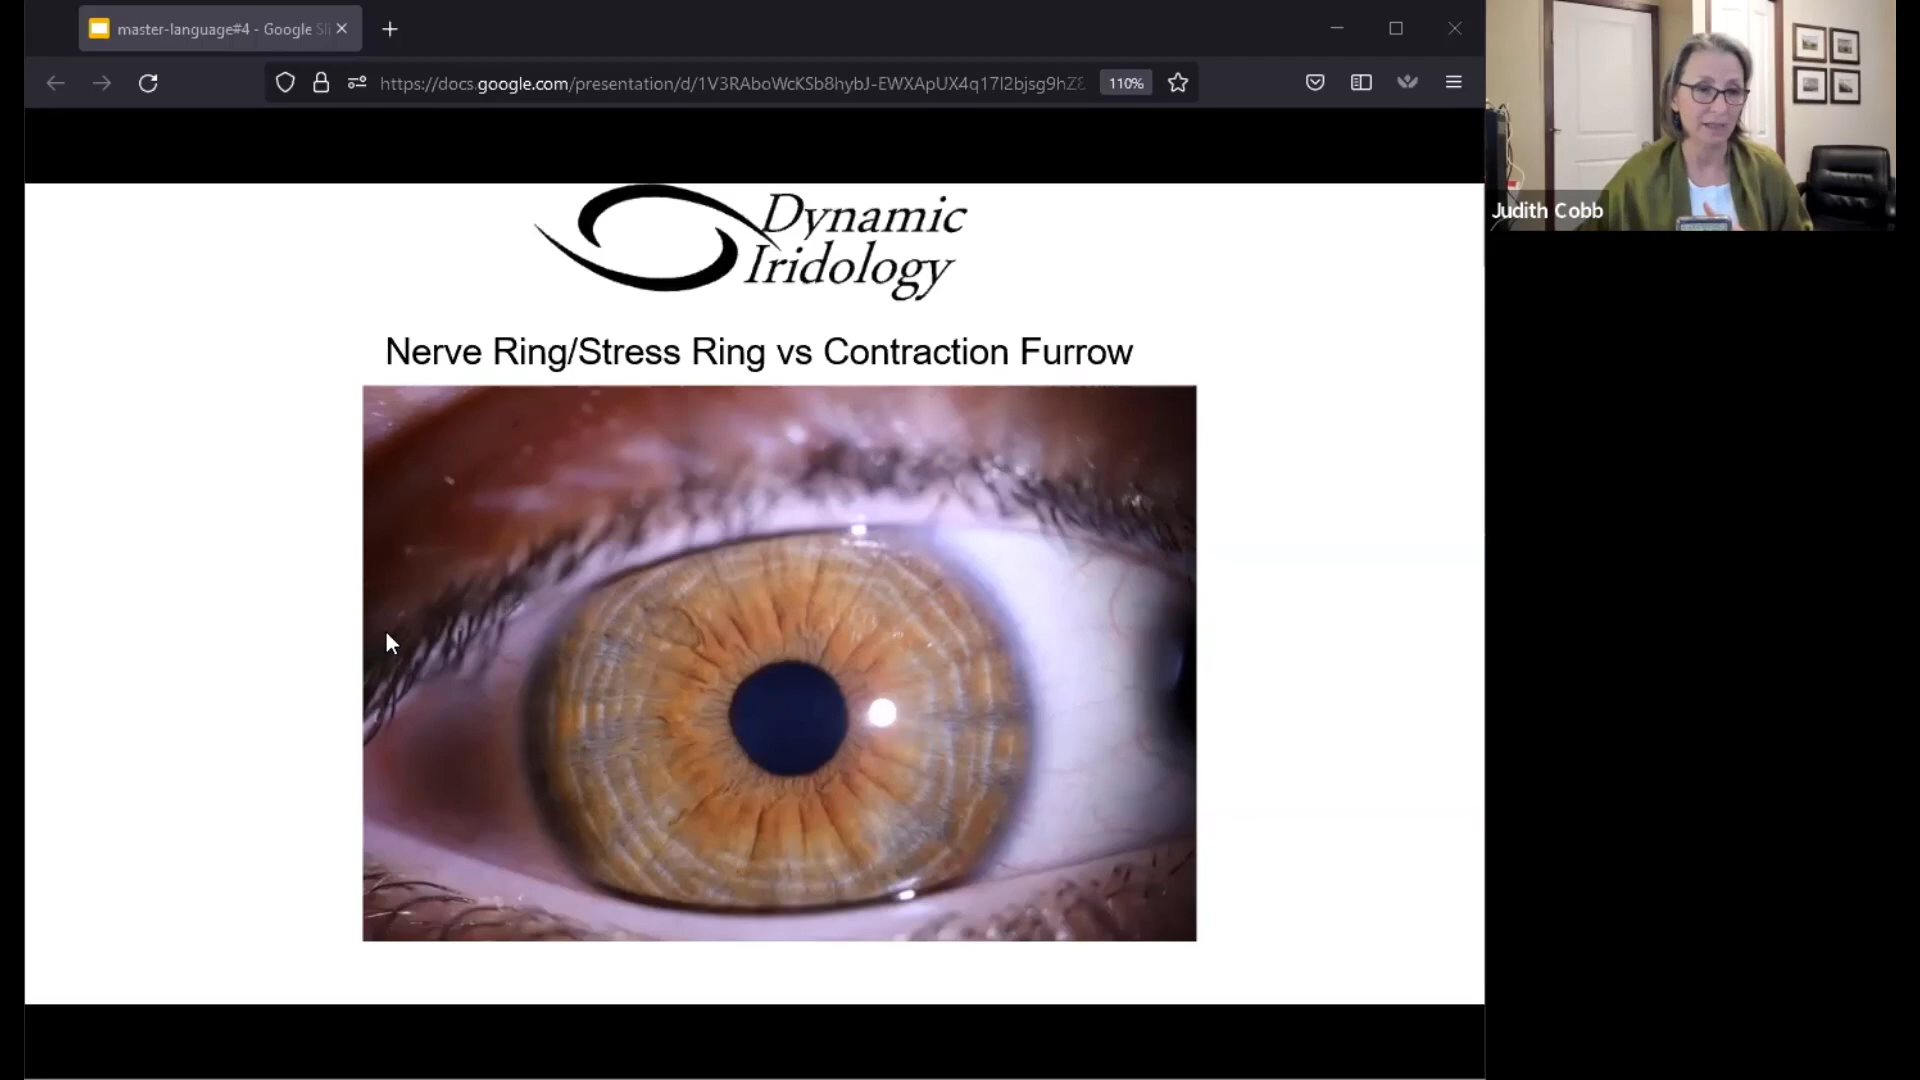 master-language#4 - Google Sli
https://docs.google.com/presentation/d/1V3RAboWcKSb8hybJ-EWXApUX4q17l2bjsg9hZ
110%
Judith Cobb
Dynamic
Iridology
Nerve Ring/Stress Ring vs Contraction Furrow